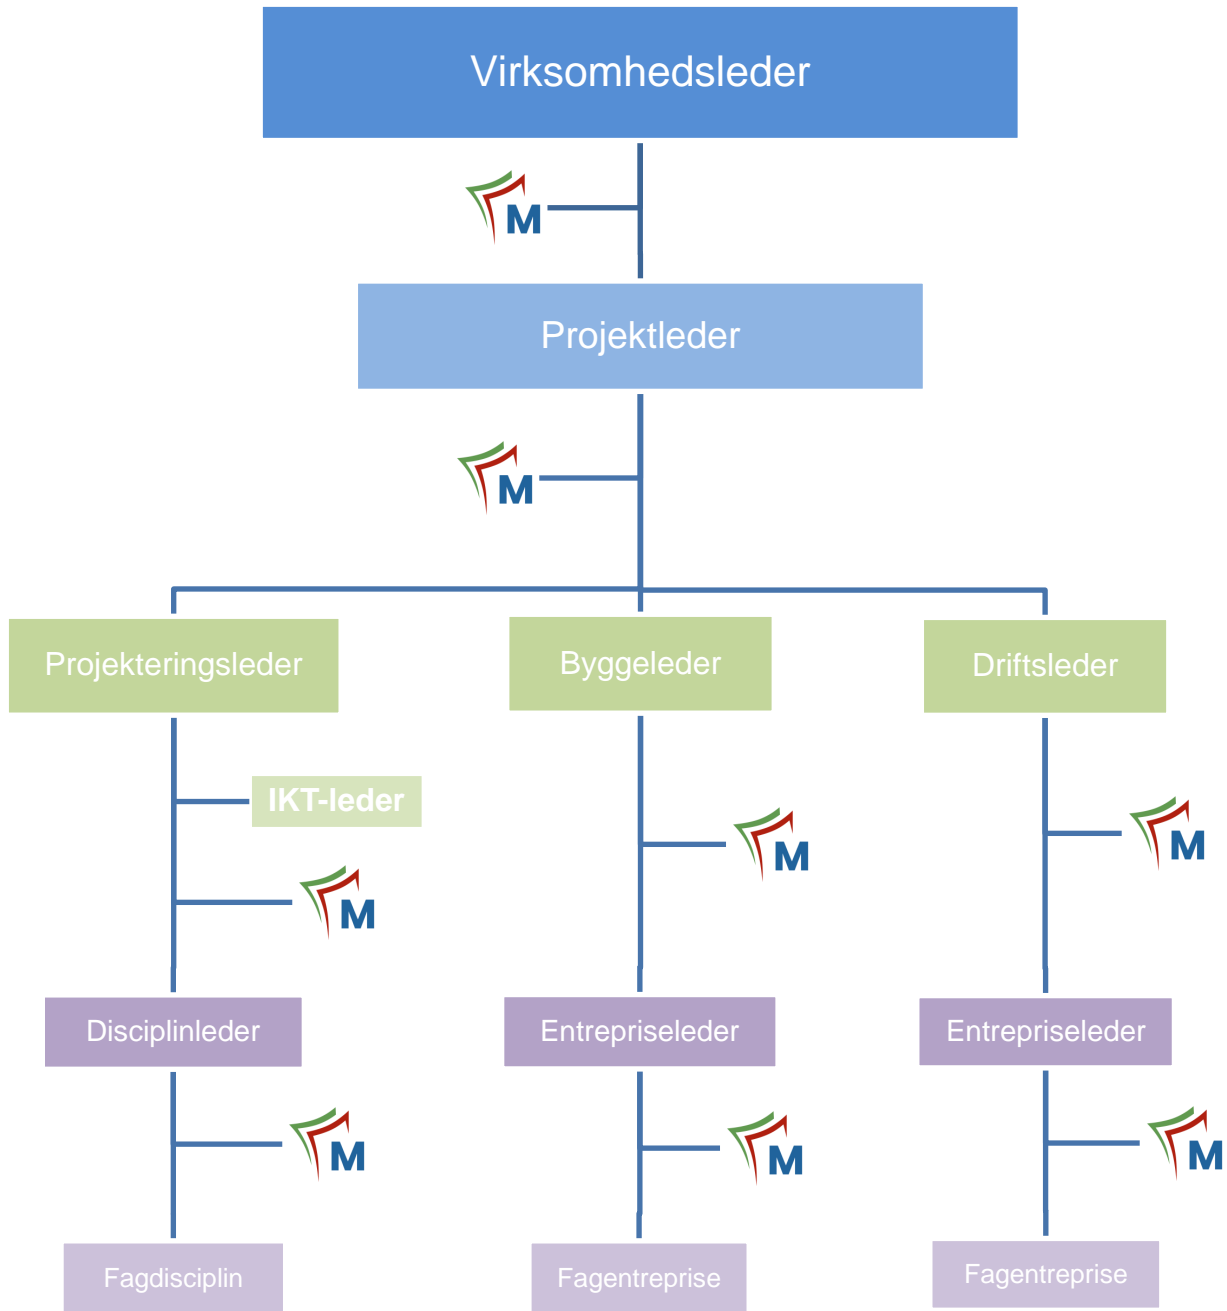 Virksomhedsleder
M
Projektleder
M
Projekteringsleder
Byggeleder
Driftsleder
IKT-leder
M
M
M
Disciplinleder
Entrepriseleder
Entrepriseleder
M
M
M
Fagdisciplin
Fagentreprise
Fagentreprise